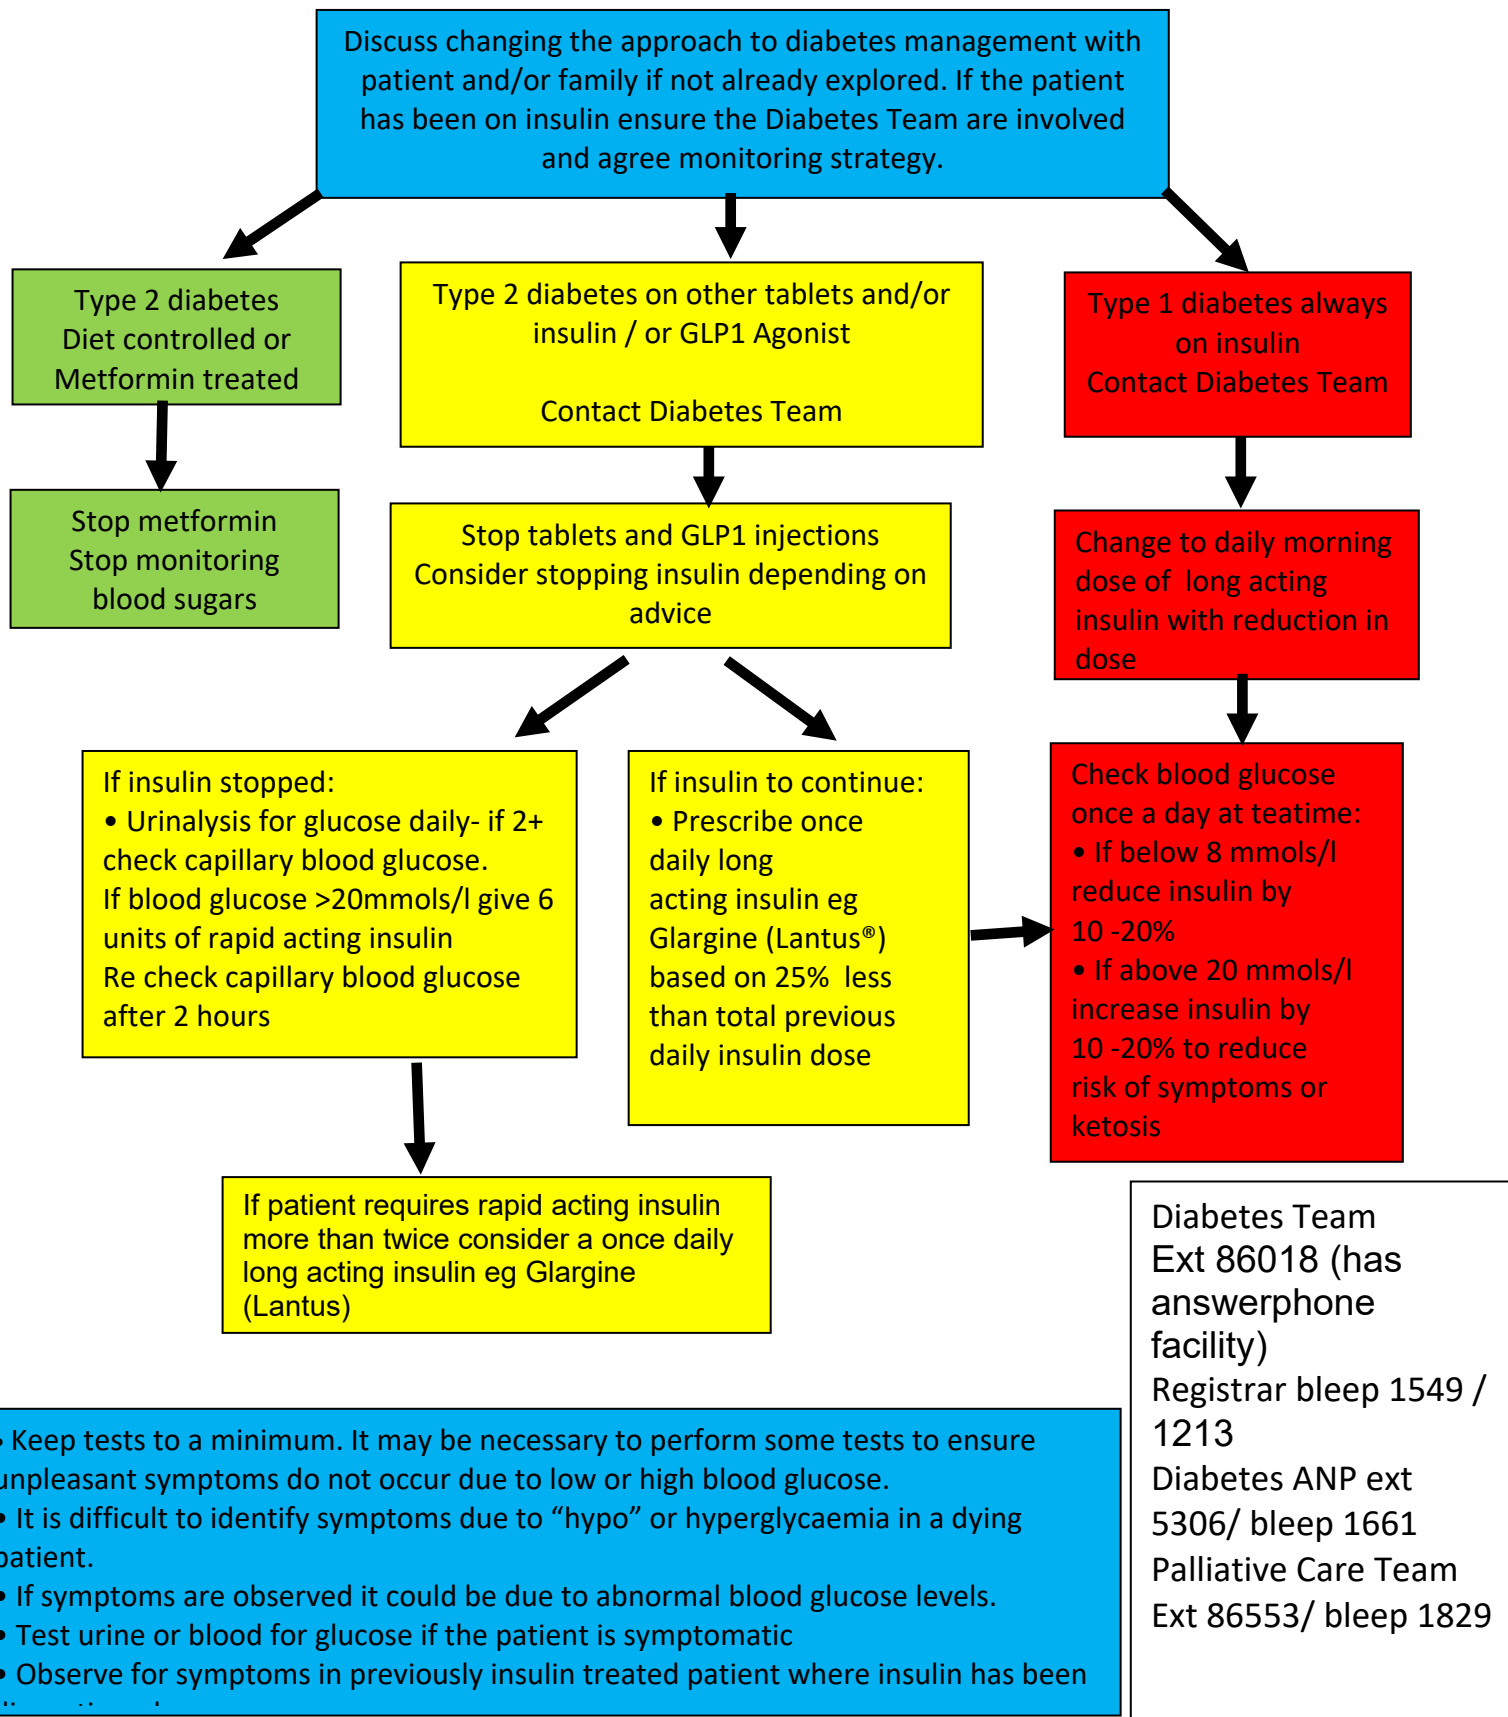 Discuss changing the approach to diabetes management with
patient and/or family if not already explored. If the patient
has been on insulin ensure the Diabetes Team are involved
and agree monitoring strategy.
Type 2 diabetes
Diet controlled or
Metformin treated
Type 2 diabetes on other tablets and/or
insulin / or GLP1 Agonist
Contact Diabetes Team
Type 1 diabetes always
on insulin
Contact Diabetes Team
Stop metformin
Stop monitoring
blood sugars
Stop tablets and GLP1 injections
Consider stopping insulin depending on
advice
Change to daily morning
dose of  long acting
insulin with reduction in
dose
If insulin stopped:
• Urinalysis for glucose daily- if 2+
check capillary blood glucose.
If blood glucose >20mmols/l give 6
units of rapid acting insulin
Re check capillary blood glucose
after 2 hours
If insulin to continue:
• Prescribe once
daily long
acting insulin eg
Glargine (Lantus®)
based on 25%  less
than total previous
daily insulin dose
Check blood glucose
once a day at teatime:
• If below 8 mmols/l
reduce insulin by
10 -20%
• If above 20 mmols/l
increase insulin by
10 -20% to reduce
risk of symptoms or
ketosis
If patient requires rapid acting insulin
more than twice consider a once daily
long acting insulin eg Glargine
(Lantus)
Diabetes Team
Ext 86018 (has
answerphone
facility)
Registrar bleep 1549 /
1213
Diabetes ANP ext
5306/ bleep 1661
Palliative Care Team
Ext 86553/ bleep 1829
• Keep tests to a minimum. It may be necessary to perform some tests to ensure
unpleasant symptoms do not occur due to low or high blood glucose.
• It is difficult to identify symptoms due to “hypo” or hyperglycaemia in a dying
patient.
• If symptoms are observed it could be due to abnormal blood glucose levels.
• Test urine or blood for glucose if the patient is symptomatic
• Observe for symptoms in previously insulin treated patient where insulin has been